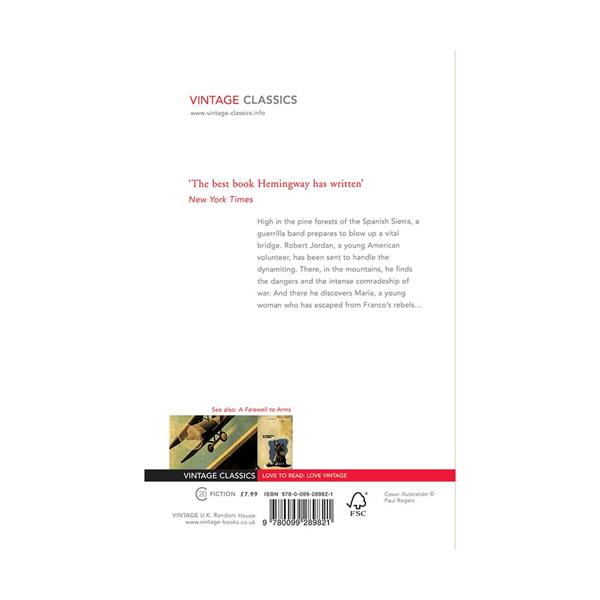 VINTAGE CLASSICS
www.vintage-classics.info
'The best book Hemingway has written'
New York Times
High in the pine forests of the Spanish Sierra, a
guerrilla band prepares to blow up a vital
bridge. Robert Jordan, a young American
volunteer, has been sent to handle the
dynamiting. There, in the mountains, he finds
the dangers and the intense comradeship of
war. And there he discovers Maria, a young
woman who has escaped from Franco's rebels...
See also: A Farewell to Arms
VINTAGE CLASSICS LOVE TO READ: LOVE VINTAGE
C20 FICTION £7.99 ISBN 978-0-099-28982-1
VINTAGE U.K. Random House
www.vintage-books.co.uk
9 780099 289821
FSC
Cover illustration ©
Paul Rogers